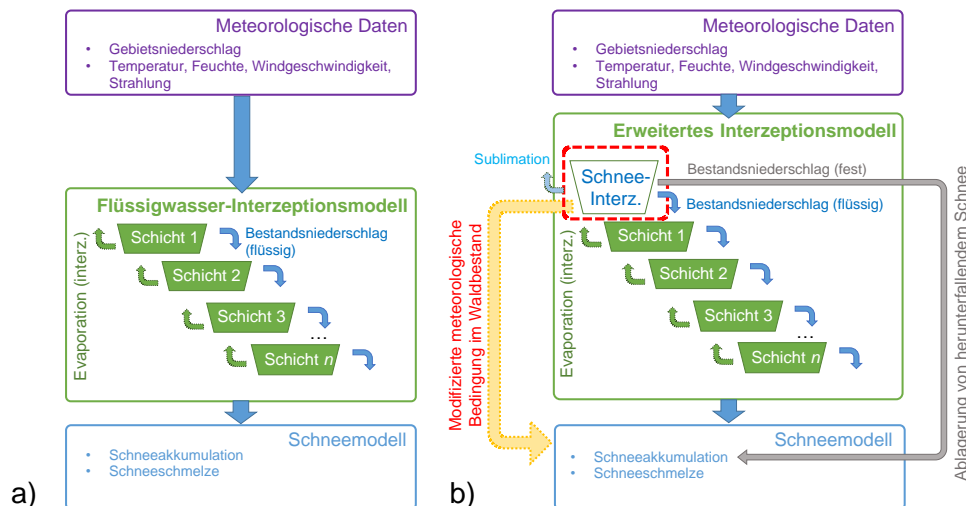 Meteorologische Daten
• Gebietsniederschlag
• Temperatur, Feuchte, Windgeschwindigkeit,
Strahlung
Flüssigwasser-Interzeptionsmodell
Evaporation (interz.)
Schicht 1
Bestandsniederschlag
(flüssig)
Schicht 2
Schicht 3
...
Schicht n
Schneemodell
• Schneeakkumulation
• Schneeschmelze
a)
Meteorologische Daten
• Gebietsniederschlag
• Temperatur, Feuchte, Windgeschwindigkeit,
Strahlung
Erweitertes Interzeptionsmodell
Sublimation
Schnee-
Interz.
Bestandsniederschlag (fest)
Bestandsniederschlag (flüssig)
Modifizierte meteorologische
Bedingung im Waldbestand
Evaporation (interz.)
Schicht 1
Schicht 2
Schicht 3
...
Schicht n
Ablagerung von herunterfallendem Schnee
Schneemodell
• Schneeakkumulation
• Schneeschmelze
b)